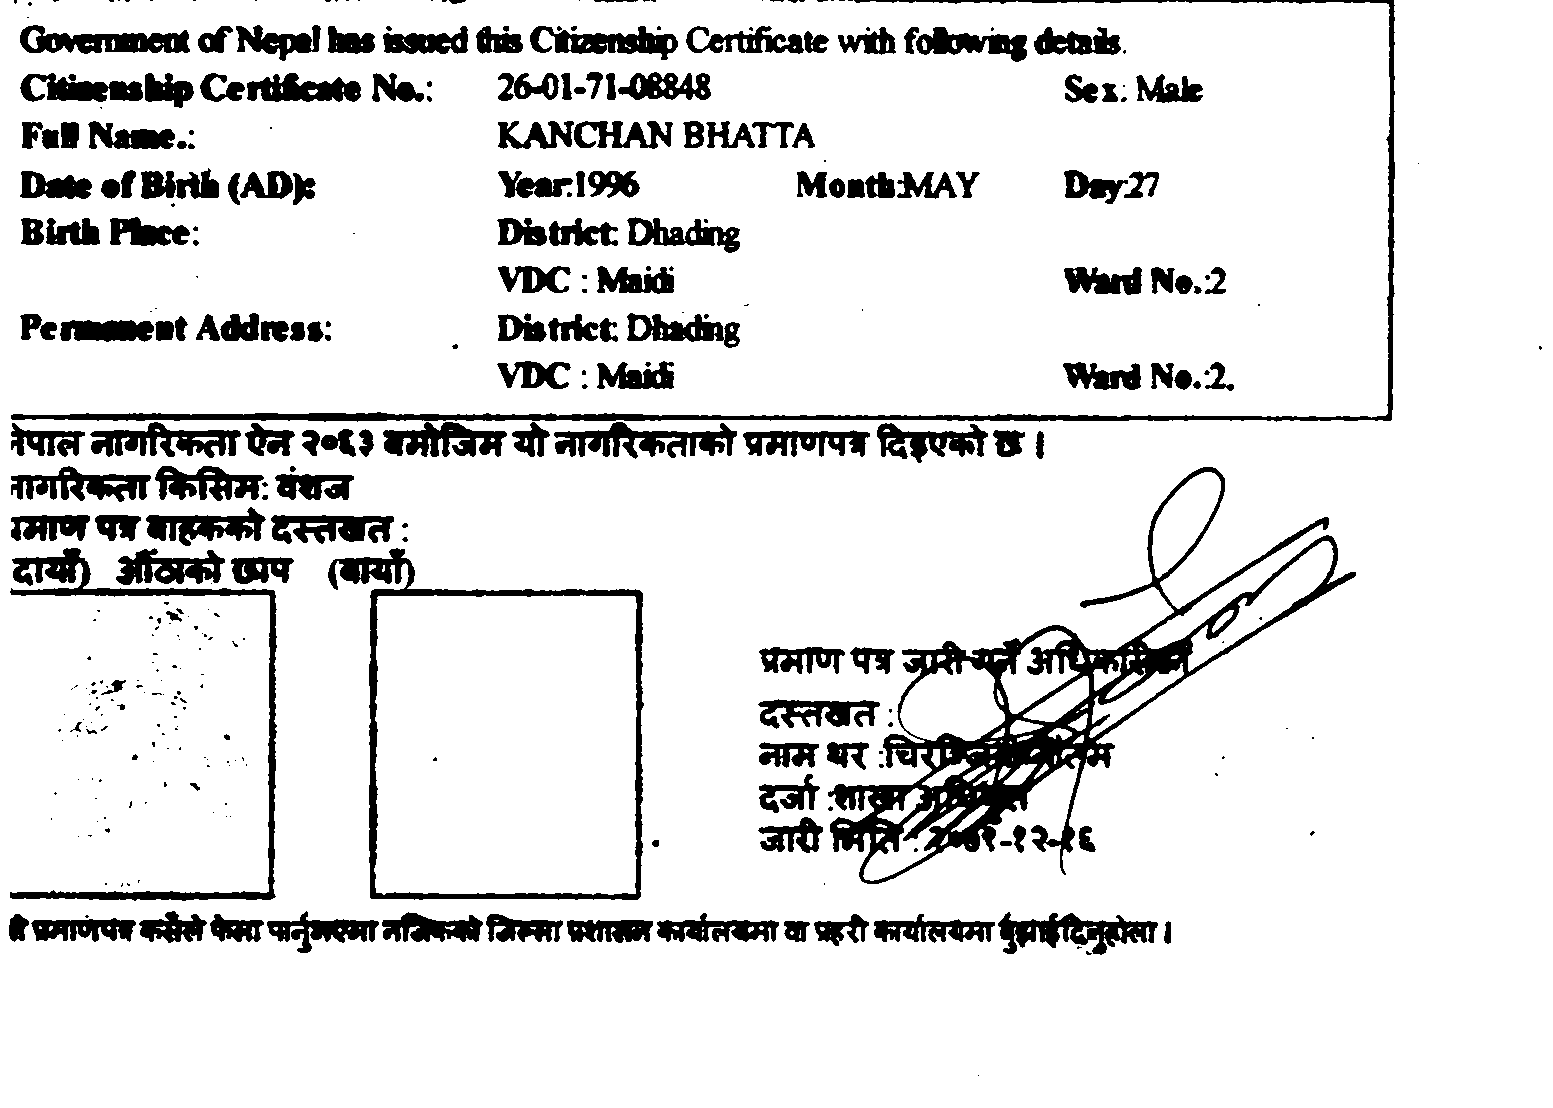 Government of Nepal has issued this Citizenship Certificate with following details.
Citizenship Certificate No.: 26-01-71-08848 Sex: Male
Full Name.: KANCHAN BHATTA
Date of Birth (AD): Year:1996 Month:MAY Day:27
Birth Place: District: Dhading
VDC : Maidi Ward No.:2
Permanent Address: District: Dhading
VDC : Maidi Ward No.:2.
नेपाल नागरिकता ऐन २०६३ बमोजिम यो नागरिकताको प्रमाणपत्र दिइएको छ ।
नागरिकता किसिम: वंशज
प्रमाण पत्र बाहकको दस्तखत :
(दायाँ) औंठाको छाप (बायाँ)
प्रमाण पत्र जारी गर्ने अधिकारीको
दस्तखत :
नाम थर :
दर्जा :शाखा अधिकृत
जारी मिति : २०७१-१२-१६
यो प्रमाणपत्र कसैले फेला पार्नुभएमा नजिकको जिल्ला प्रशासन कार्यालयमा वा प्रहरी कार्यालयमा बुझाईदिनुहोला ।